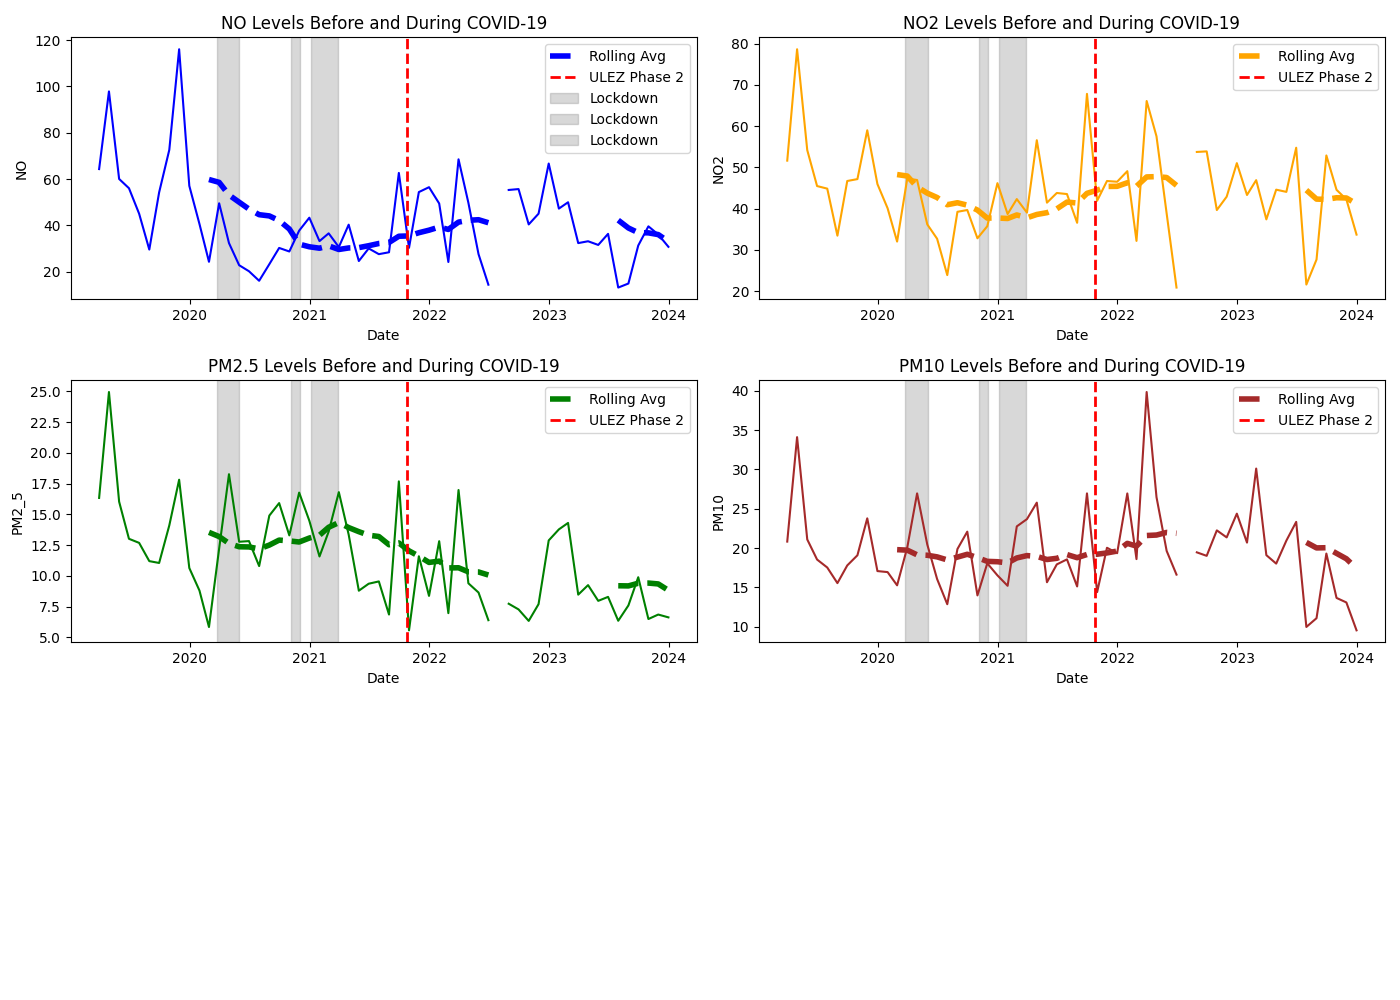 NO Levels Before and During COVID-19
120
100
80
60
40
20
NO
Rolling Avg
ULEZ Phase 2
Lockdown
Lockdown
Lockdown
2020 2021 2022 2023 2024
Date
NO2 Levels Before and During COVID-19
80
70
60
50
40
30
20
NO2
Rolling Avg
ULEZ Phase 2
2020 2021 2022 2023 2024
Date
PM2.5 Levels Before and During COVID-19
25.0
22.5
20.0
17.5
15.0
12.5
10.0
7.5
5.0
PM2_5
Rolling Avg
ULEZ Phase 2
2020 2021 2022 2023 2024
Date
PM10 Levels Before and During COVID-19
40
35
30
25
20
15
10
PM10
Rolling Avg
ULEZ Phase 2
2020 2021 2022 2023 2024
Date